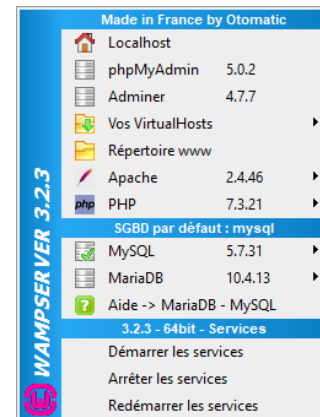 Made in France by Otomatic
Localhost
phpMyAdmin 5.0.2
Adminer 4.7.7
Vos VirtualHosts
Répertoire www
Apache 2.4.46
php PHP 7.3.21
SGBD par défaut : mysql
MySQL 5.7.31
MariaDB 10.4.13
? Aide -> MariaDB - MySQL
3.2.3 - 64bit - Services
Démarrer les services
Arrêter les services
Redémarrer les services
WAMPSERVER 3.2.3